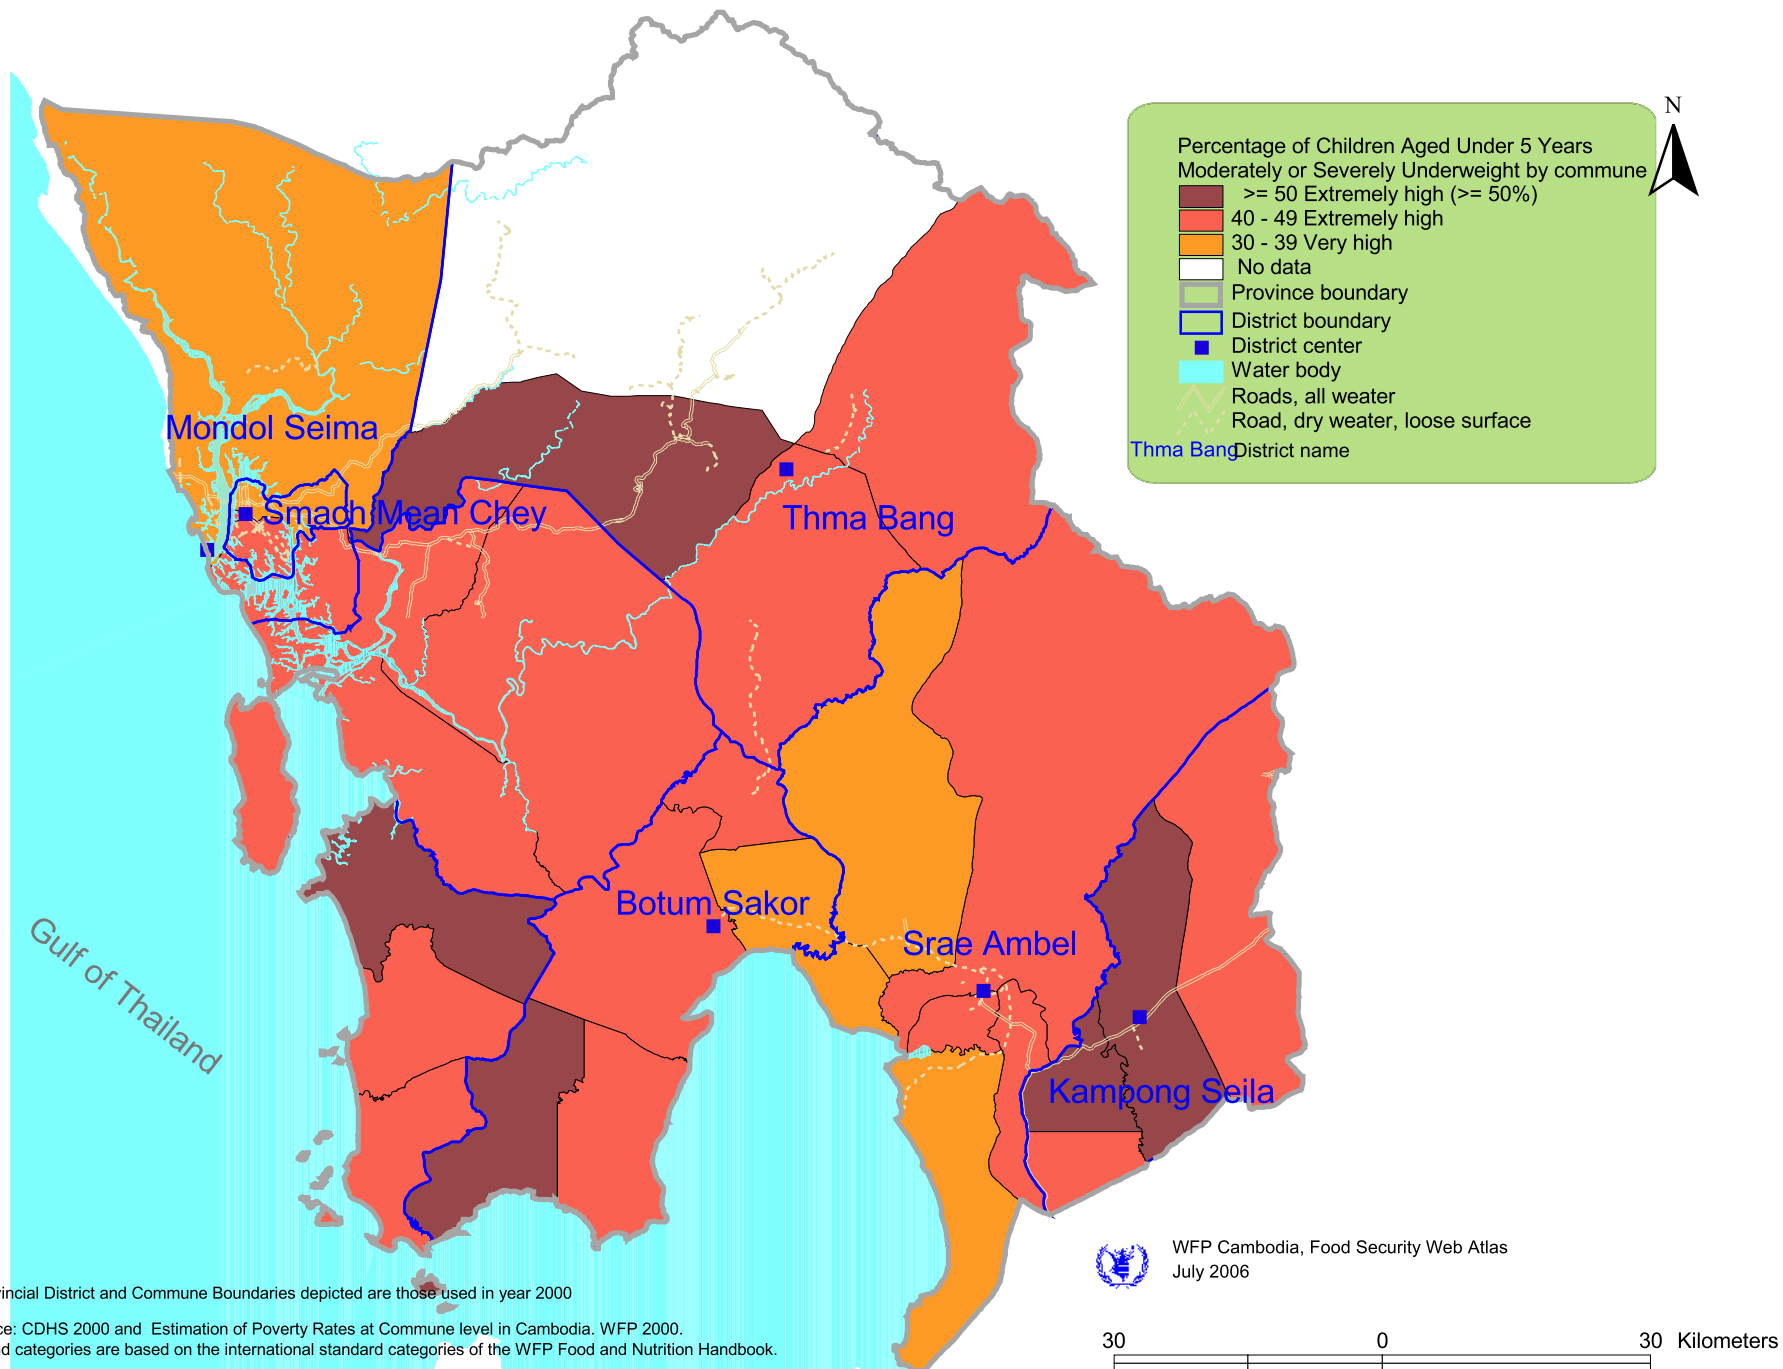 N
Percentage of Children Aged Under 5 Years
Moderately or Severely Underweight by commune
>= 50 Extremely high (>= 50%)
40 - 49 Extremely high
30 - 39 Very high
No data
Province boundary
District boundary
District center
Water body
Roads, all weater
Road, dry weater, loose surface
Thma Bang District name
Mondol Seima
Smach Mean Chey
Thma Bang
Botum Sakor
Srae Ambel
Kampong Seila
Gulf of Thailand
WFP Cambodia, Food Security Web Atlas
July 2006
District and Commune Boundaries depicted are those used in year 2000
CDHS 2000 and Estimation of Poverty Rates at Commune level in Cambodia. WFP 2000.
categories are based on the international standard categories of the WFP Food and Nutrition Handbook.
30 0 30 Kilometers